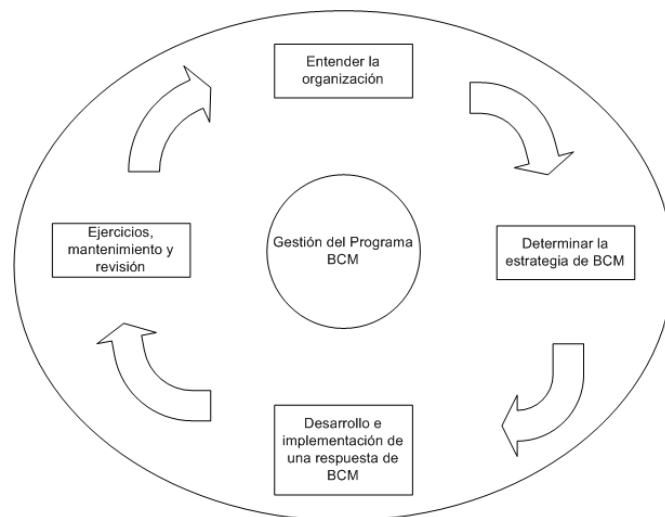 Entender la
organización
Ejercicios,
mantenimiento y
revisión
Gestión del Programa
BCM
Determinar la
estrategia de BCM
Desarrollo e
implementación de
una respuesta de
BCM